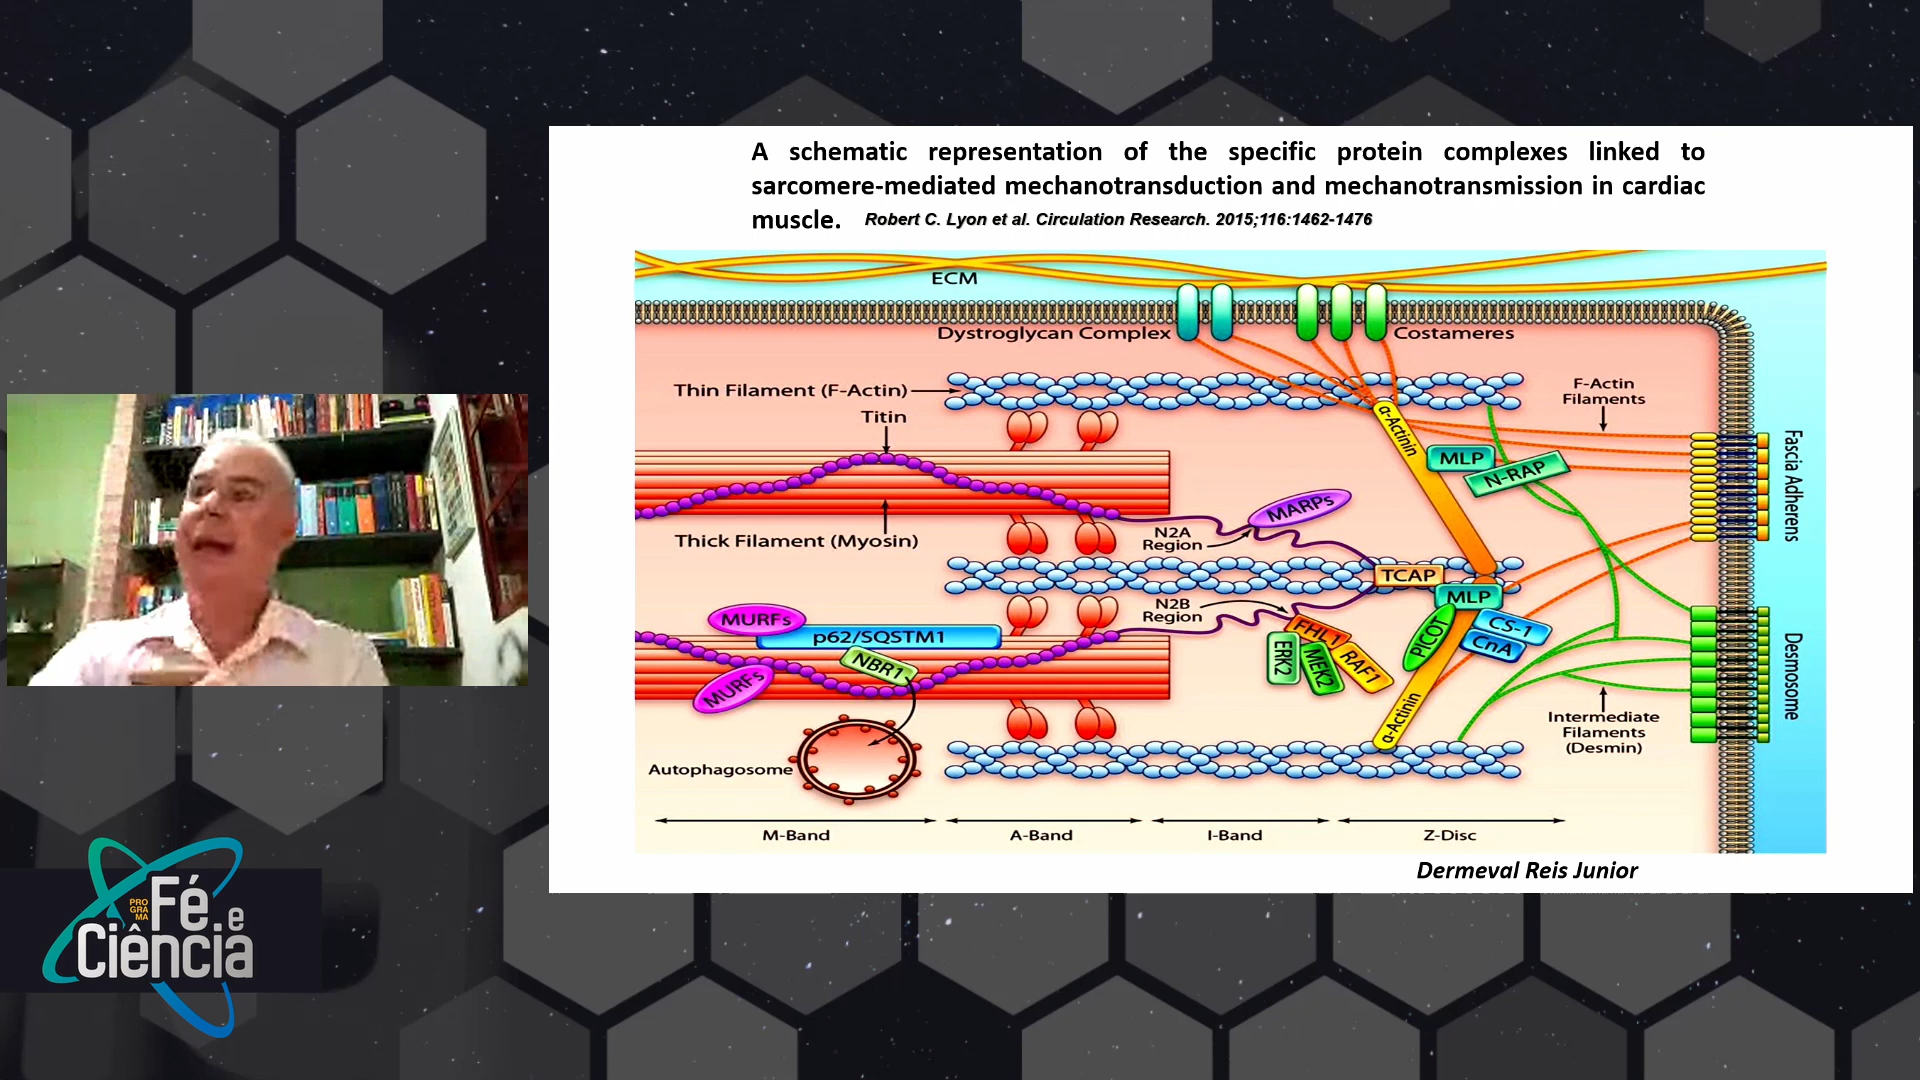 A schematic representation of the specific protein complexes linked to
sarcomere-mediated mechanotransduction and mechanotransmission in cardiac
muscle. Robert C. Lyon et al. Circulation Research. 2015;116:1462-1476
ECM
Dystroglycan Complex
Costameres
Thin Filament (F-Actin)
Titin
F-Actin
Filaments
α-Actinin
MLP
N-RAP
Fascia Adherens
MARPs
Thick Filament (Myosin)
N2A
Region
TCAP
MLP
N2B
Region
MURFs
p62/SQSTM1
NBR1
MURFs
FHL1
ERK2
MEK2
RAF1
PICOT
CS-1
CnA
α-Actinin
Desmosome
Intermediate
Filaments
(Desmin)
Autophagosome
M-Band
A-Band
I-Band
Z-Disc
Dermeval Reis Junior
PRO
GRA
MA
Fé e
Ciência